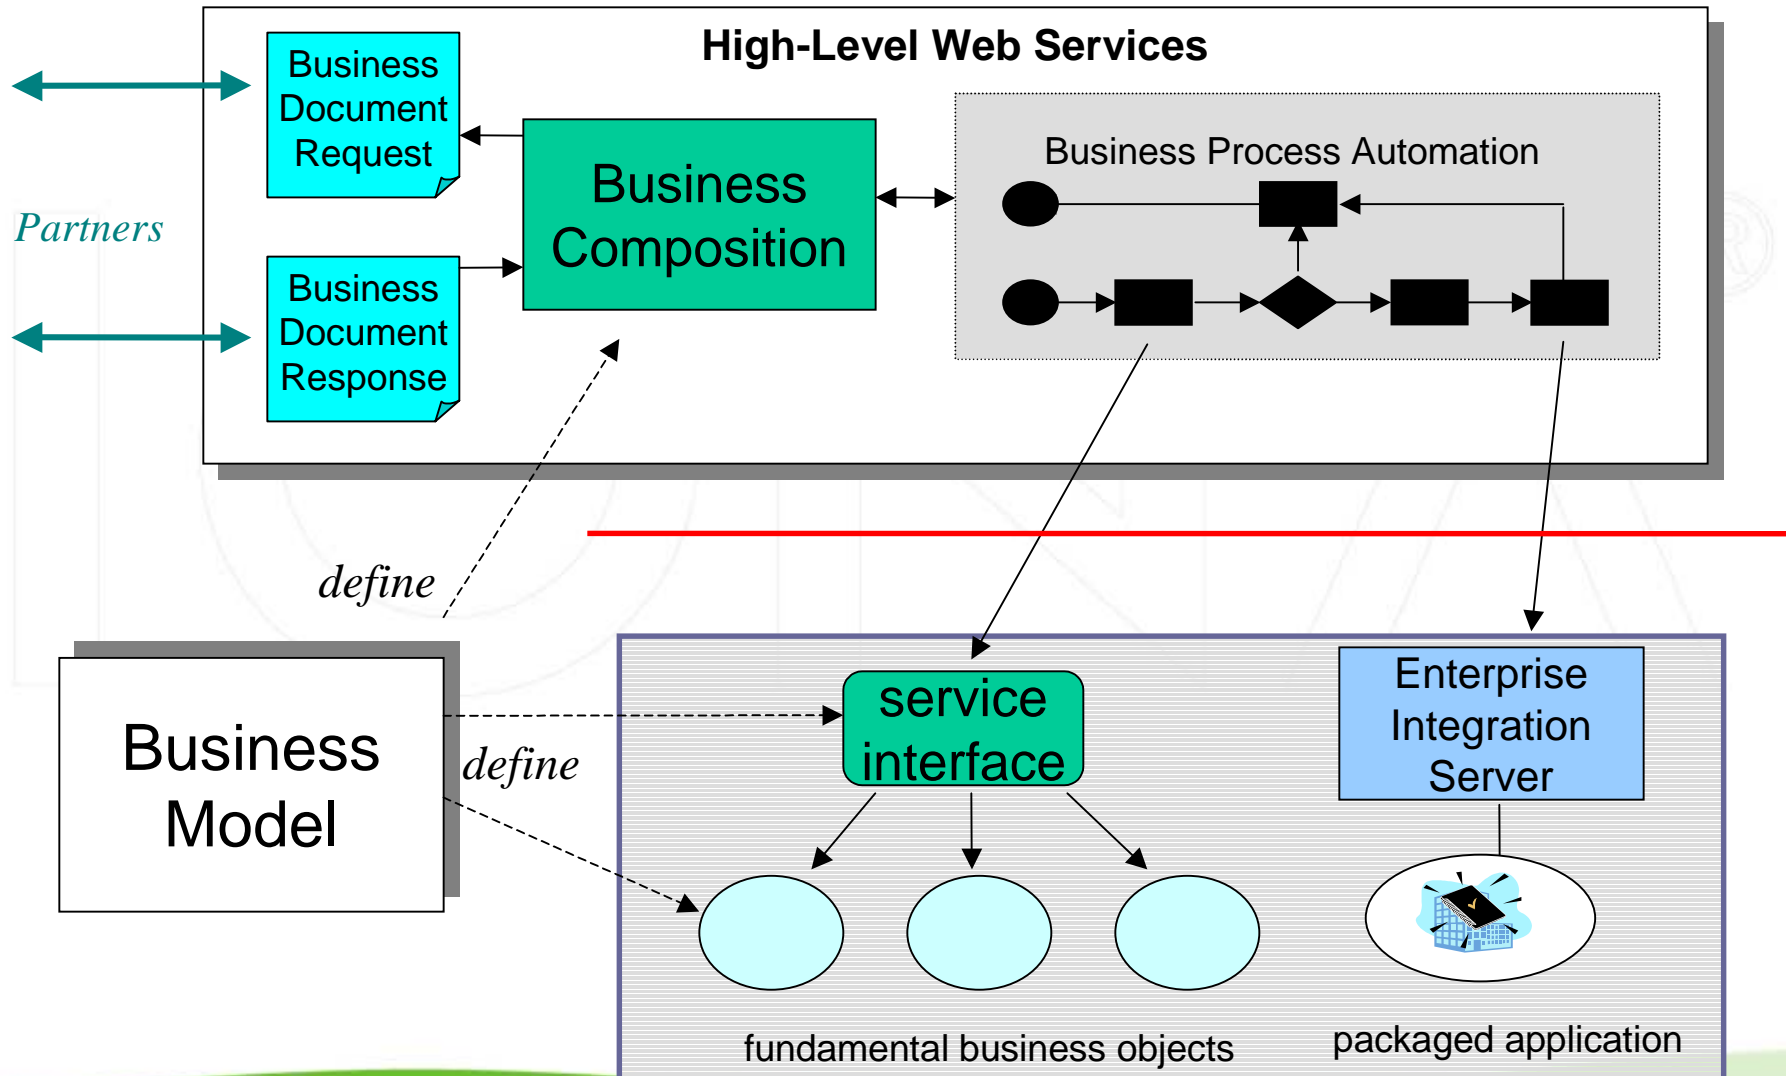 High-Level Web Services
Business
Document
Request
Business
Composition
Business Process Automation
Partners
Business
Document
Response
define
Business
Model
define
service
interface
Enterprise
Integration
Server
fundamental business objects
packaged application
IONA
®